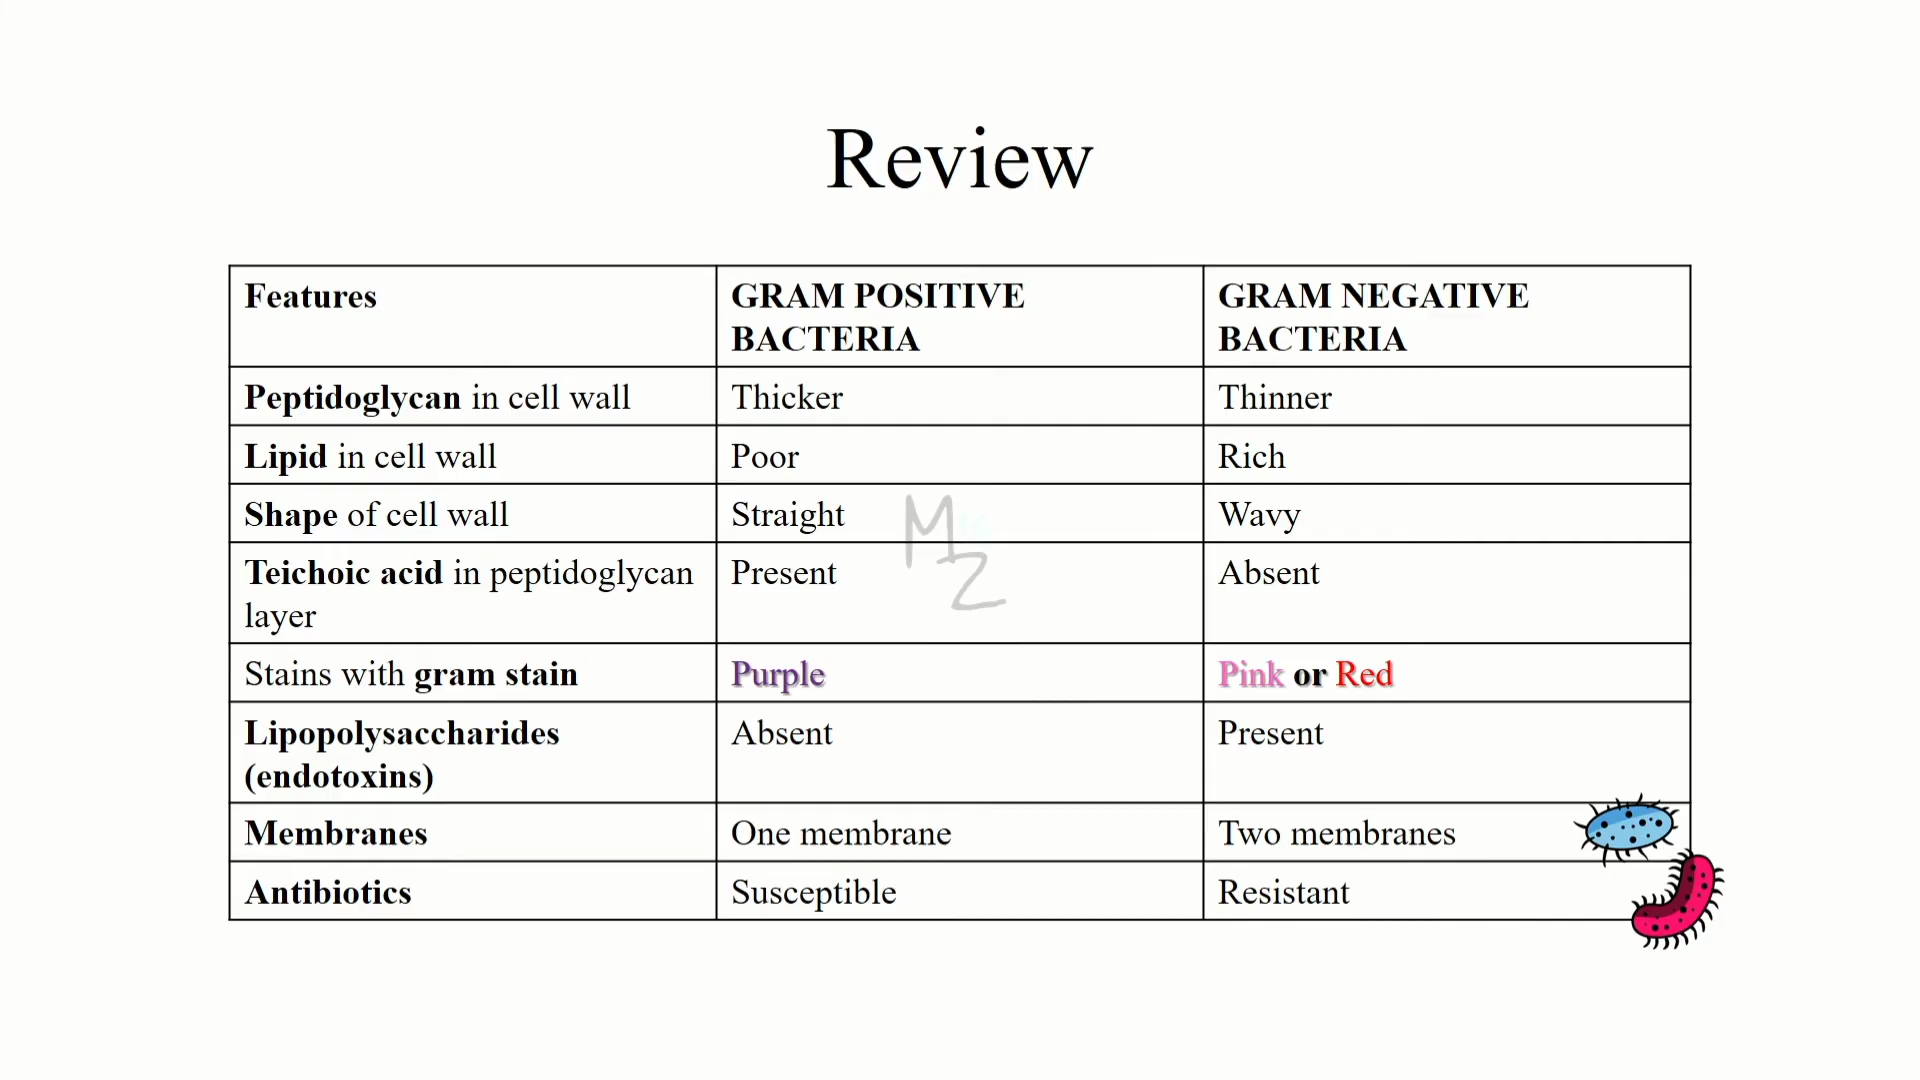 Review
Features
GRAM POSITIVE
BACTERIA
GRAM NEGATIVE
BACTERIA
Peptidoglycan in cell wall
Thicker
Thinner
Lipid in cell wall
Poor
Rich
Shape of cell wall
Straight
Wavy
Teichoic acid in peptidoglycan
layer
Present
Absent
Stains with gram stain
Purple
Pink or Red
Lipopolysaccharides
(endotoxins)
Absent
Present
Membranes
One membrane
Two membranes
Antibiotics
Susceptible
Resistant
MZ